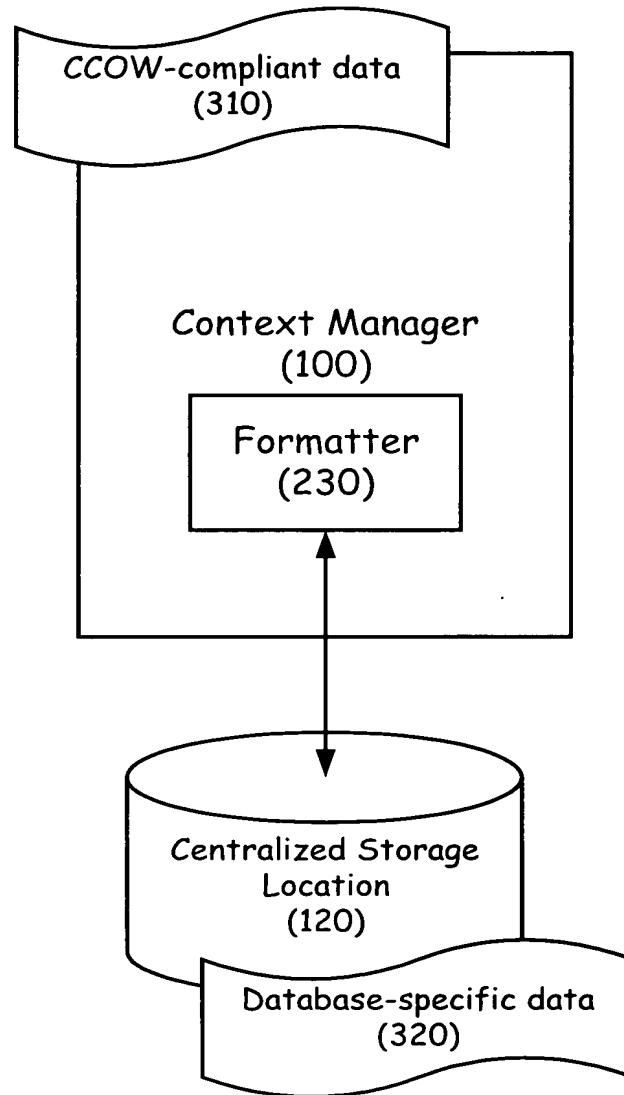 CCOW-compliant data
(310)
Context Manager
(100)
Formatter
(230)
Centralized Storage
Location
(120)
Database-specific data
(320)